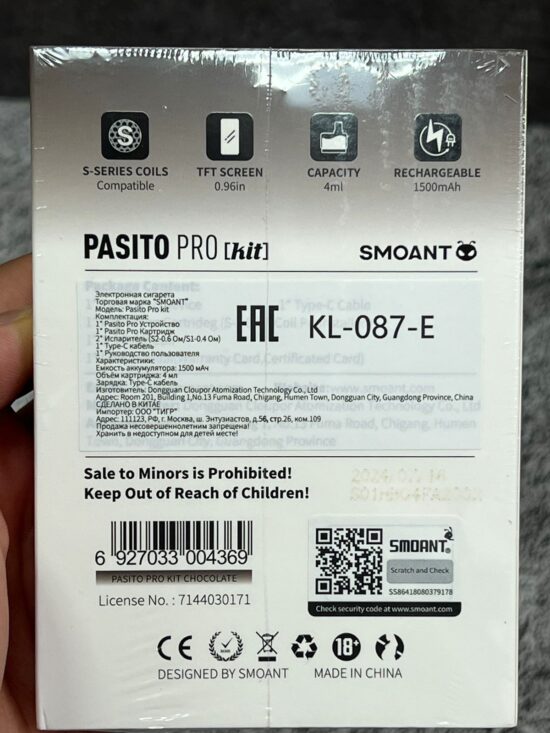 S-SERIES COILS
Compatible
TFT SCREEN
0.96in
CAPACITY
4ml
RECHARGEABLE
1500mAh
PASITO PRO [kit]
SMOANT
Package Content:
Электронная сигарета
Торговая марка "SMOANT"
Модель: Pasito Pro kit
Комплектация:
1* Pasito Pro Устройство
1* Pasito Pro Картридж
2* Испаритель (S2-0.6 Ом/S1-0.4 Ом)
1* Type-C кабель
1* Руководство пользователя
Характеристики:
Емкость аккумулятора: 1500 мАч
Объём картриджа: 4 мл
Зарядка: Type-C кабель
Изготовитель: Dongguan Cloupor Atomization Technology Co., Ltd
Адрес: Room 201, Building 1,No.13 Fuma Road, Chigang, Humen Town, Dongguan City, Guangdong Province, China
СДЕЛАНО В КИТАЕ
Импортер: ООО "ТИГР"
Адрес: 111123, РФ, г. Москва, ш. Энтузиастов, д.56, стр.26, ком.109
Продажа несовершеннолетним запрещена!
Хранить в недоступном для детей месте!
EAC
KL-087-E
Sale to Minors is Prohibited!
Keep Out of Reach of Children!
6 927033 004369
PASITO PRO KIT CHOCOLATE
License No. : 7144030171
SMOANT
Scratch and Check
SS86418080379178
Check security code at www.smoant.com
CE
18+
DESIGNED BY SMOANT
MADE IN CHINA